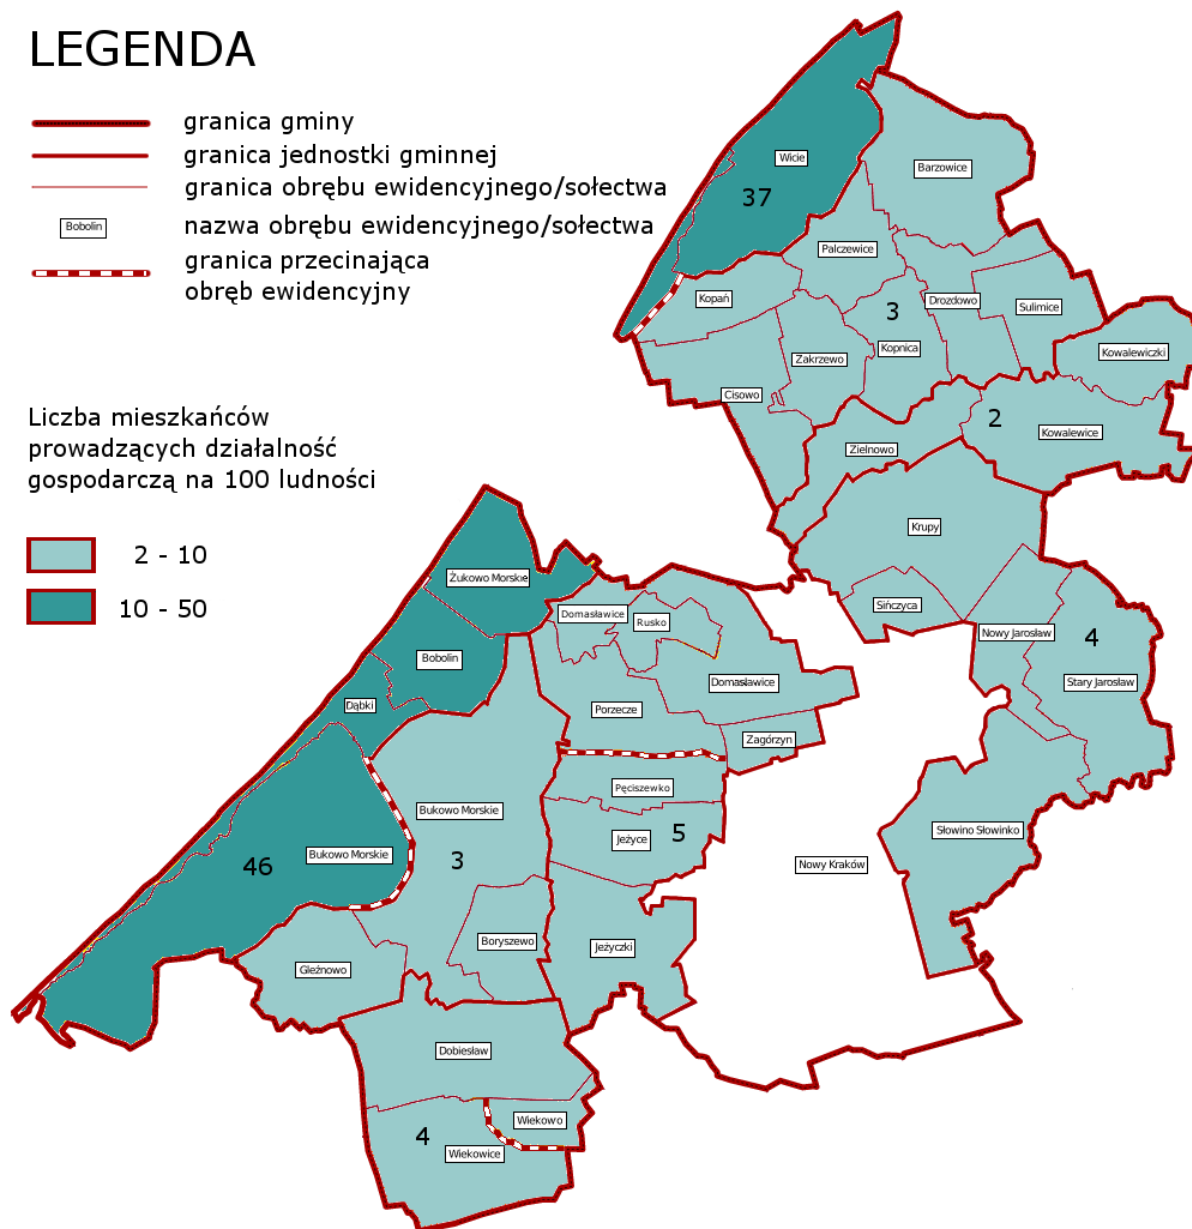 LEGENDA
granica gminy
granica jednostki gminnej
granica obrębu ewidencyjnego/sołectwa
Bobolin
nazwa obrębu ewidencyjnego/sołectwa
granica przecinająca
obręb ewidencyjny
Liczba mieszkańców
prowadzących działalność
gospodarczą na 100 ludności
2 - 10
10 - 50
Wicie
37
Barzowice
Palczewice
Kopań
Drozdowo
Sulimice
3
Kopnica
Zakrzewo
Kowalewiczki
Cisowo
2
Kowalewice
Zielnowo
Krupy
Sińczyca
Nowy Jarosław
4
Stary Jarosław
Słowino Słowinko
Nowy Kraków
Żukowo Morskie
Domasławice
Rusko
Bobolin
Domasławice
Dąbki
Porzecze
Zagórzyn
Pęciszewko
Bukowo Morskie
Jeżyce
5
Bukowo Morskie
46
3
Boryszewo
Jeżyczki
Gleźnowo
Dobiesław
Wiekowo
4
Wiekowice